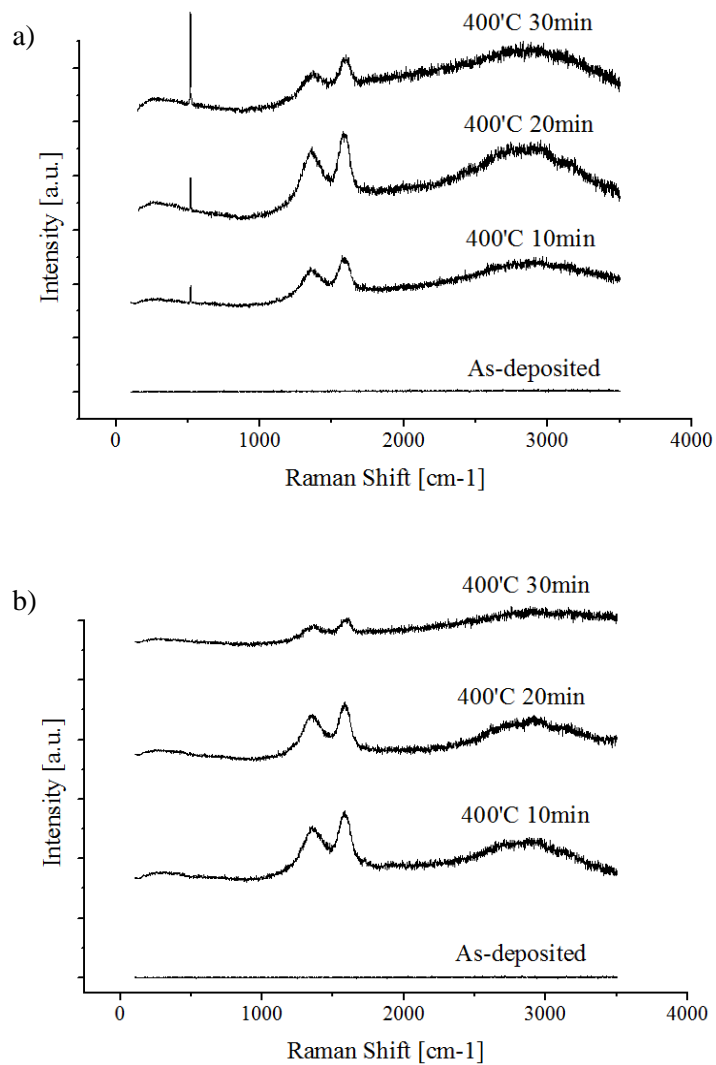 a)
400'C 30min
400'C 20min
400'C 10min
As-deposited
Intensity [a.u.]
0 1000 2000 3000 4000
Raman Shift [cm-1]
b)
400'C 30min
400'C 20min
400'C 10min
As-deposited
Intensity [a.u.]
0 1000 2000 3000 4000
Raman Shift [cm-1]